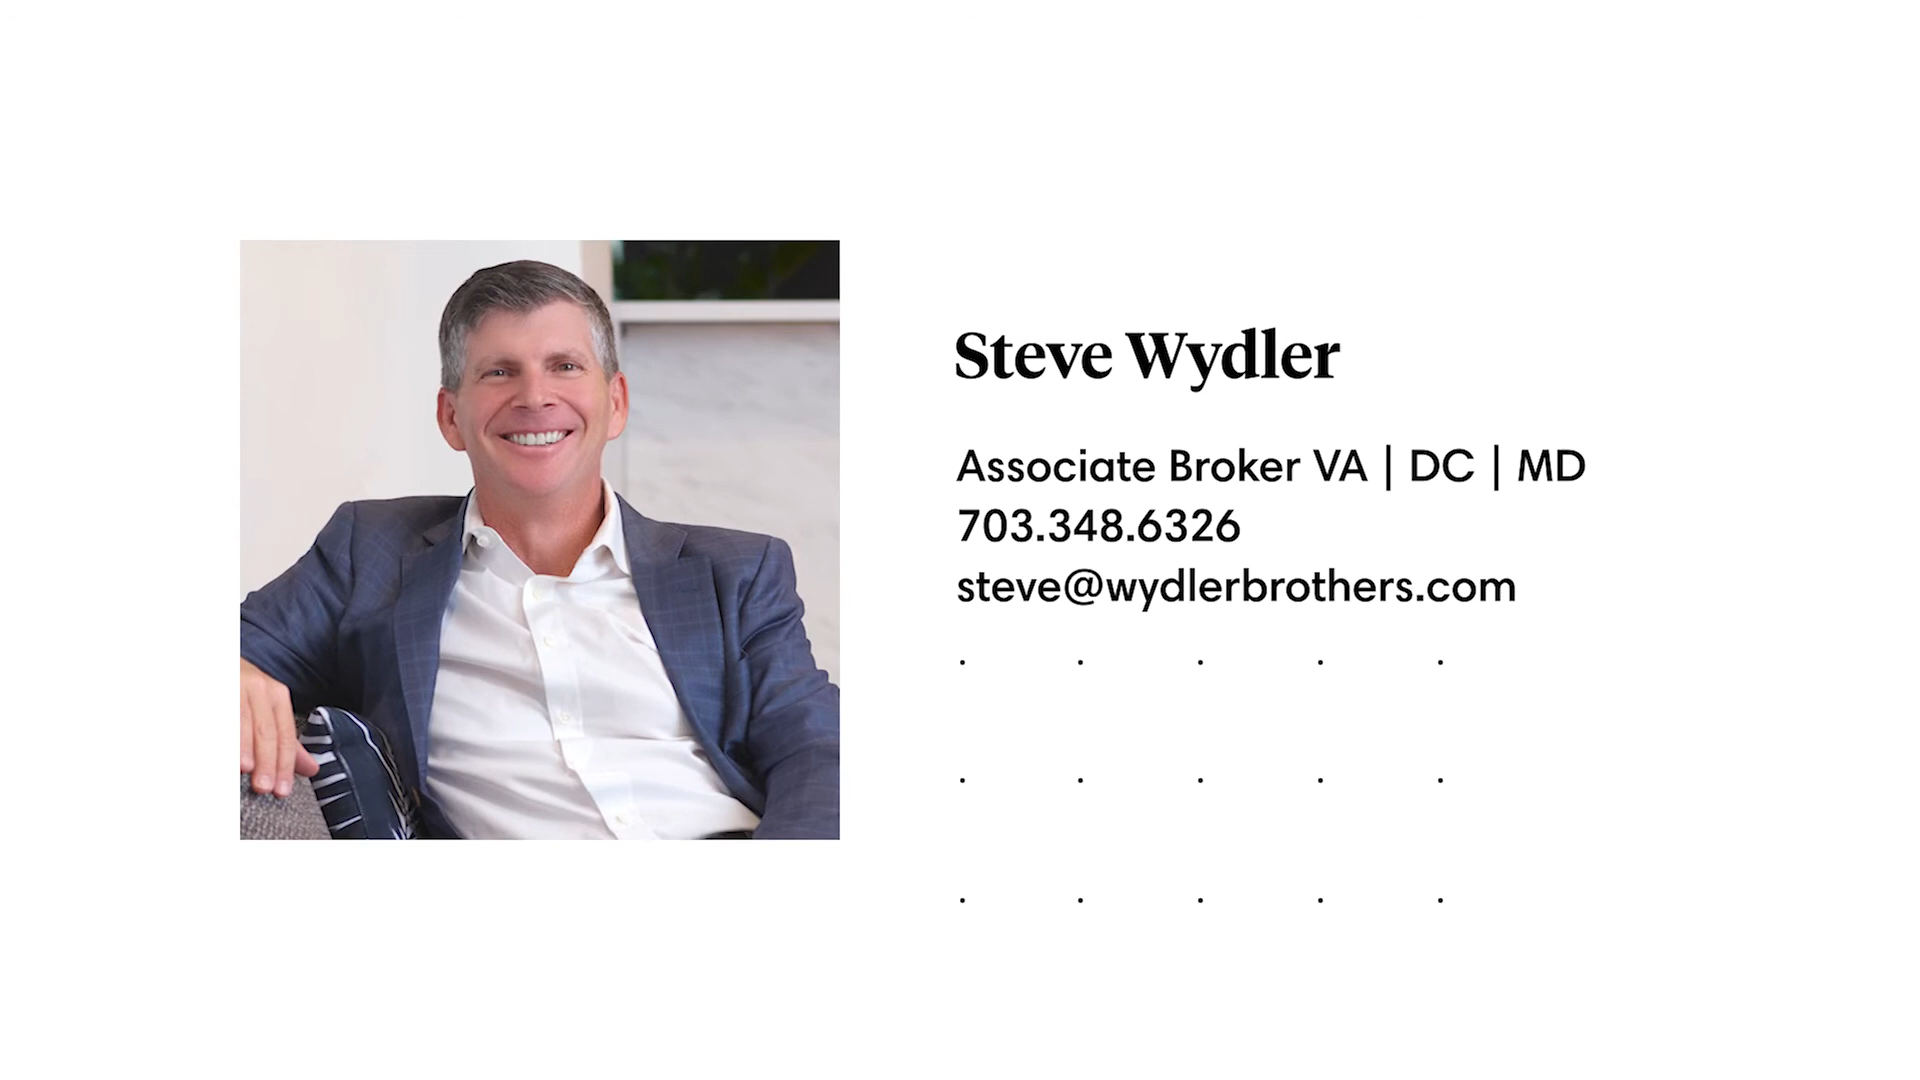 Steve Wydler
Associate Broker VA | DC | MD
703.348.6326
steve@wydlerbrothers.com